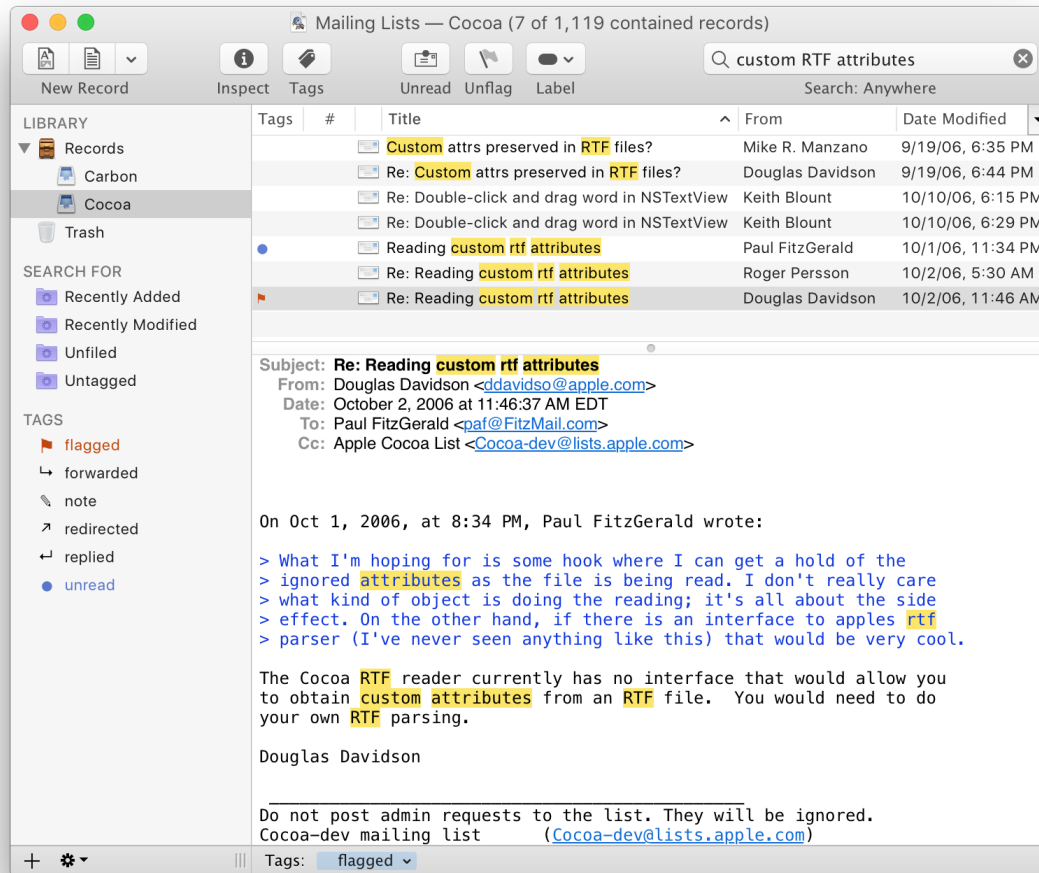 Mailing Lists — Cocoa (7 of 1,119 contained records)
custom RTF attributes
New Record Inspect Tags Unread Unflag Label Search: Anywhere
LIBRARY
Records
Carbon
Cocoa
Trash
SEARCH FOR
Recently Added
Recently Modified
Unfiled
Untagged
TAGS
flagged
forwarded
note
redirected
replied
unread
Tags # Title From Date Modified
Custom attrs preserved in RTF files? Mike R. Manzano 9/19/06, 6:35 PM
Re: Custom attrs preserved in RTF files? Douglas Davidson 9/19/06, 6:44 PM
Re: Double-click and drag word in NSTextView Keith Blount 10/10/06, 6:15 PM
Re: Double-click and drag word in NSTextView Keith Blount 10/10/06, 6:29 PM
Reading custom rtf attributes Paul FitzGerald 10/1/06, 11:34 PM
Re: Reading custom rtf attributes Roger Persson 10/2/06, 5:30 AM
Re: Reading custom rtf attributes Douglas Davidson 10/2/06, 11:46 AM
Subject: Re: Reading custom rtf attributes
From: Douglas Davidson <ddavidso@apple.com>
Date: October 2, 2006 at 11:46:37 AM EDT
To: Paul FitzGerald <paf@FitzMail.com>
Cc: Apple Cocoa List <Cocoa-dev@lists.apple.com>
On Oct 1, 2006, at 8:34 PM, Paul FitzGerald wrote:
> What I'm hoping for is some hook where I can get a hold of the
> ignored attributes as the file is being read. I don't really care
> what kind of object is doing the reading; it's all about the side
> effect. On the other hand, if there is an interface to apples rtf
> parser (I've never seen anything like this) that would be very cool.
The Cocoa RTF reader currently has no interface that would allow you
to obtain custom attributes from an RTF file.  You would need to do
your own RTF parsing.
Douglas Davidson
_______________________________________________
Do not post admin requests to the list. They will be ignored.
Cocoa-dev mailing list      (Cocoa-dev@lists.apple.com)
Tags: flagged